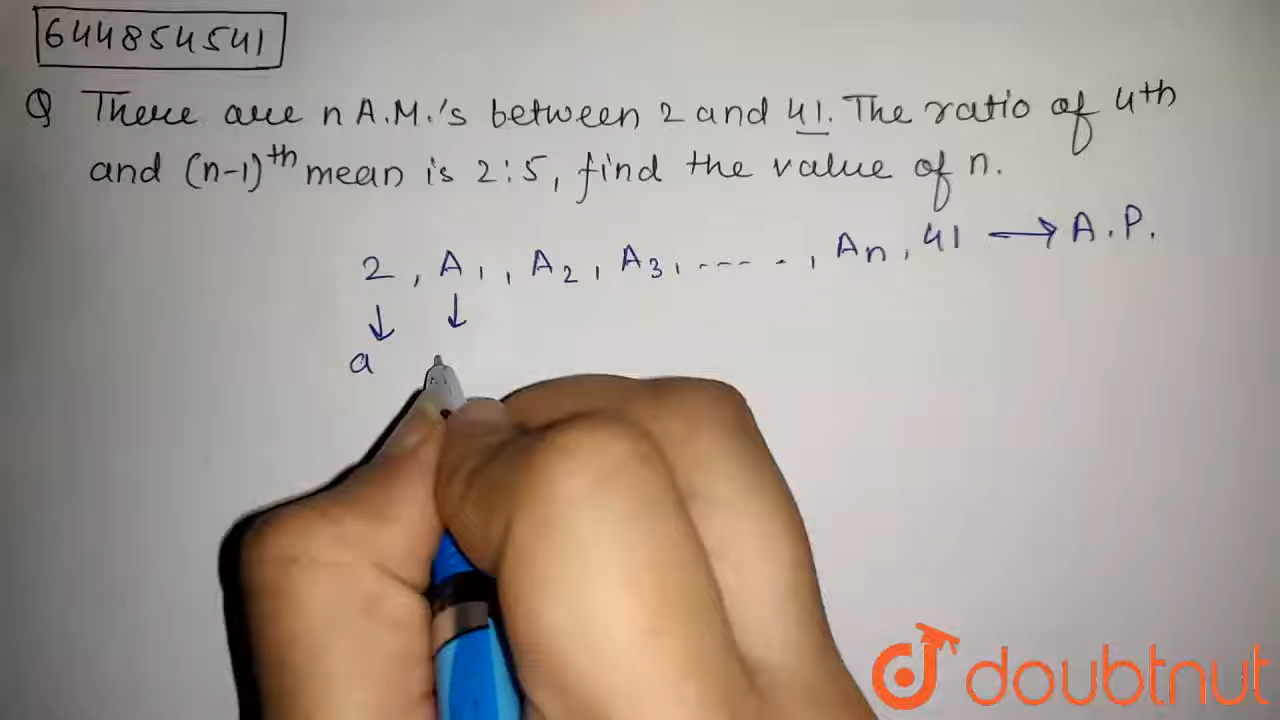 644854541
Q There are n A.M.'s between 2 and 41. The ratio of 4th
and (n-1)th mean is 2:5, find the value of n.
2, A1, A2, A3, ....., An, 41 → A.P.
↓ ↓
a
doubtnut